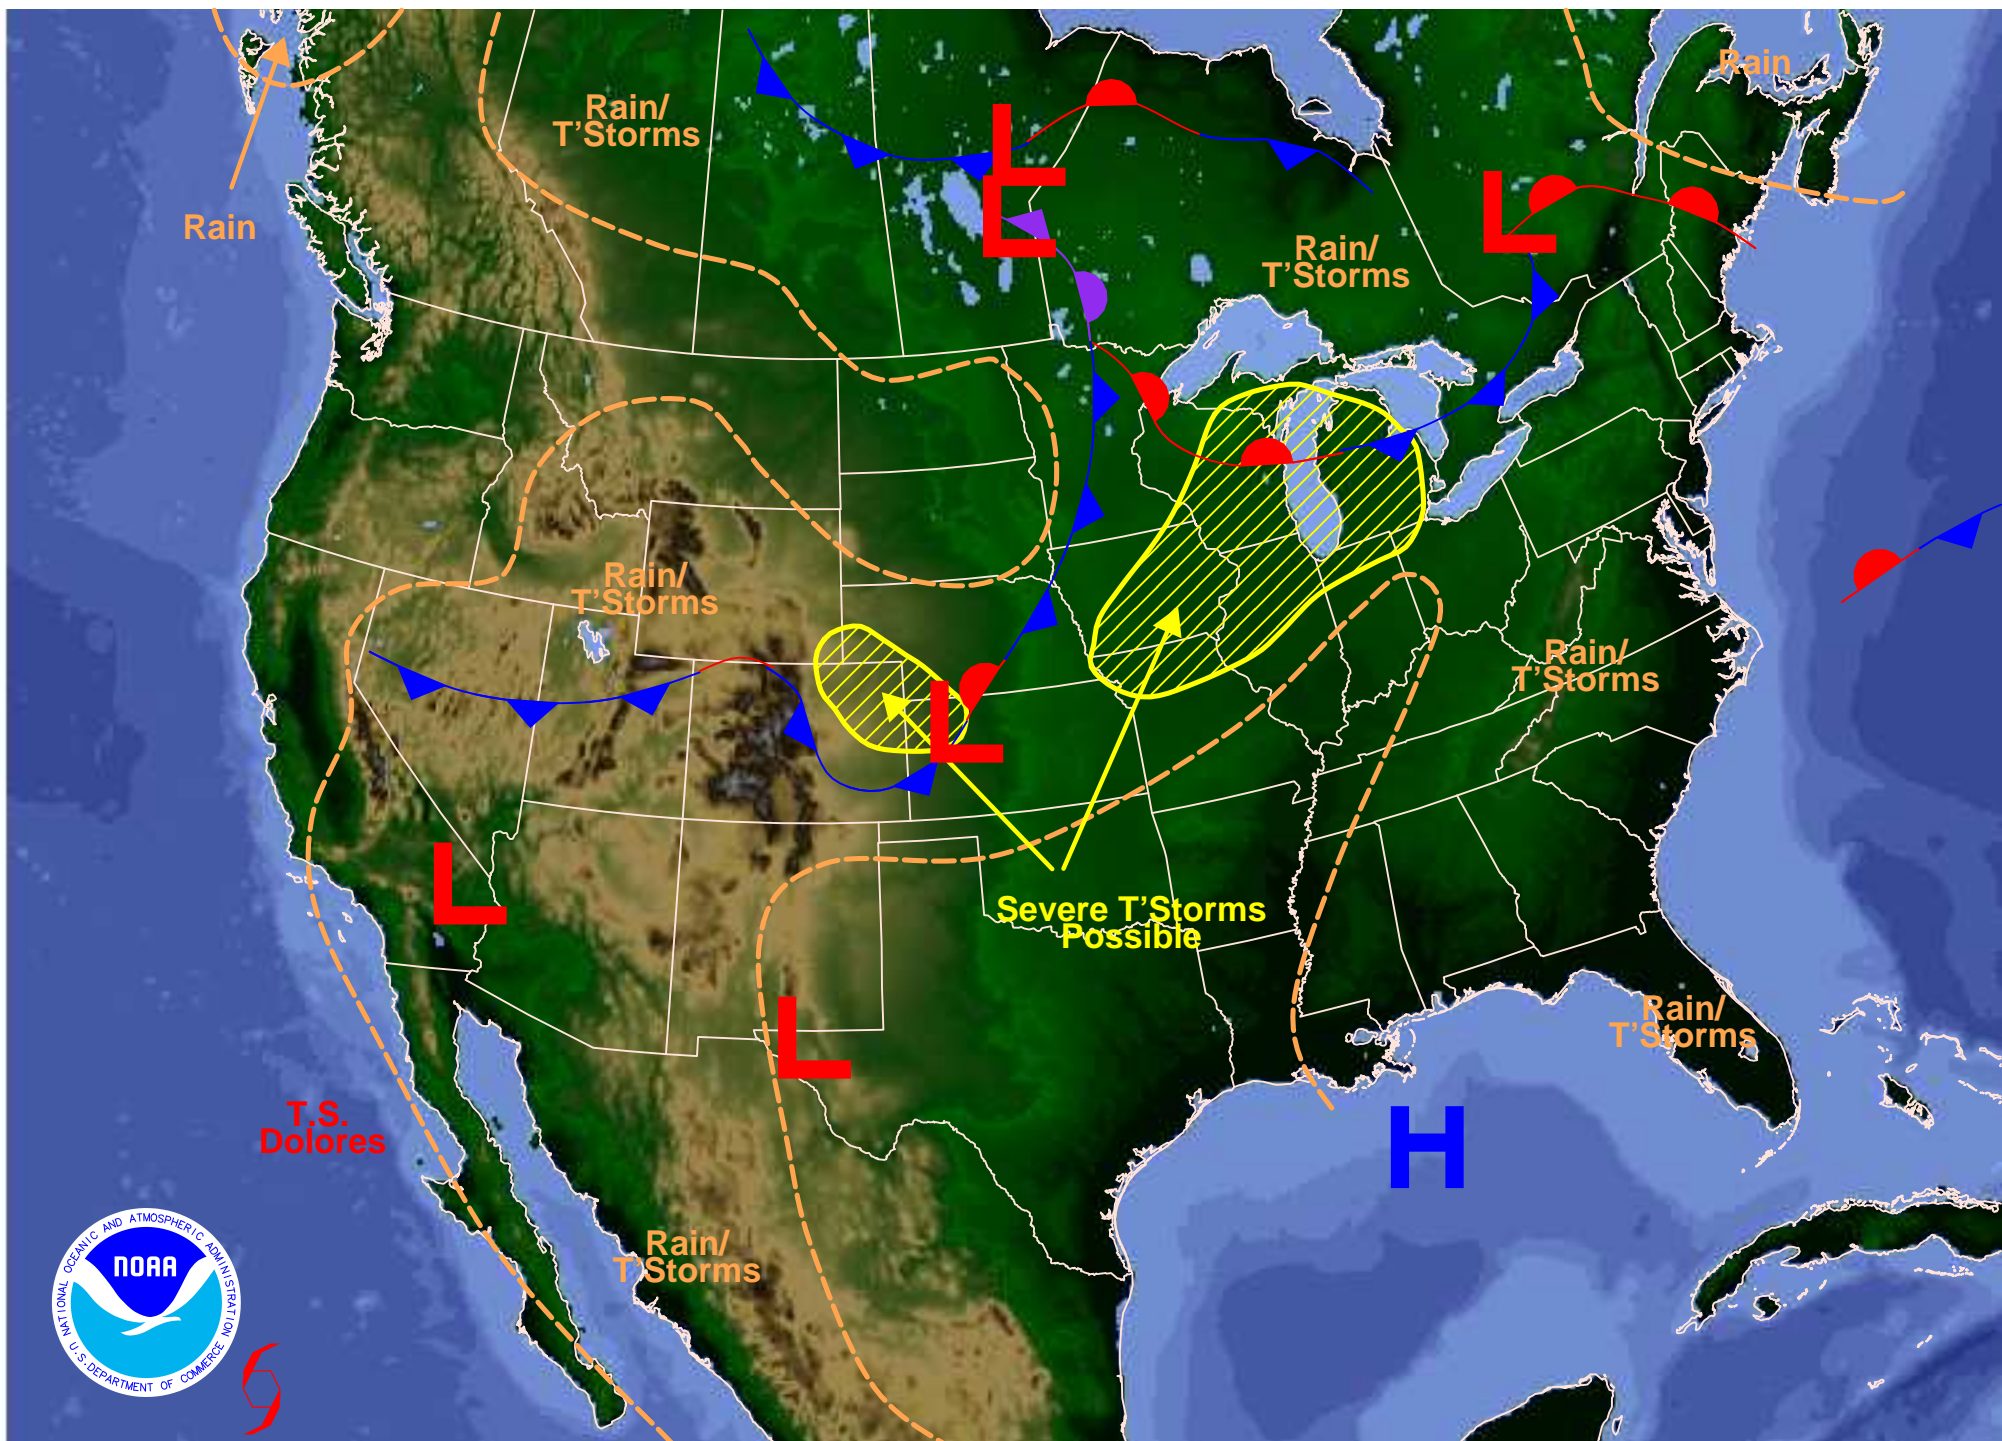 Rain
Rain/
T'Storms
L
L
L
Rain
Rain/
T'Storms
Rain/
T'Storms
Rain/
T'Storms
L
L
Severe T'Storms
Possible
L
Rain/
T'Storms
T.S.
Dolores
H
Rain/
T'Storms
NATIONAL OCEANIC AND ATMOSPHERIC ADMINISTRATION
NOAA
U.S. DEPARTMENT OF COMMERCE